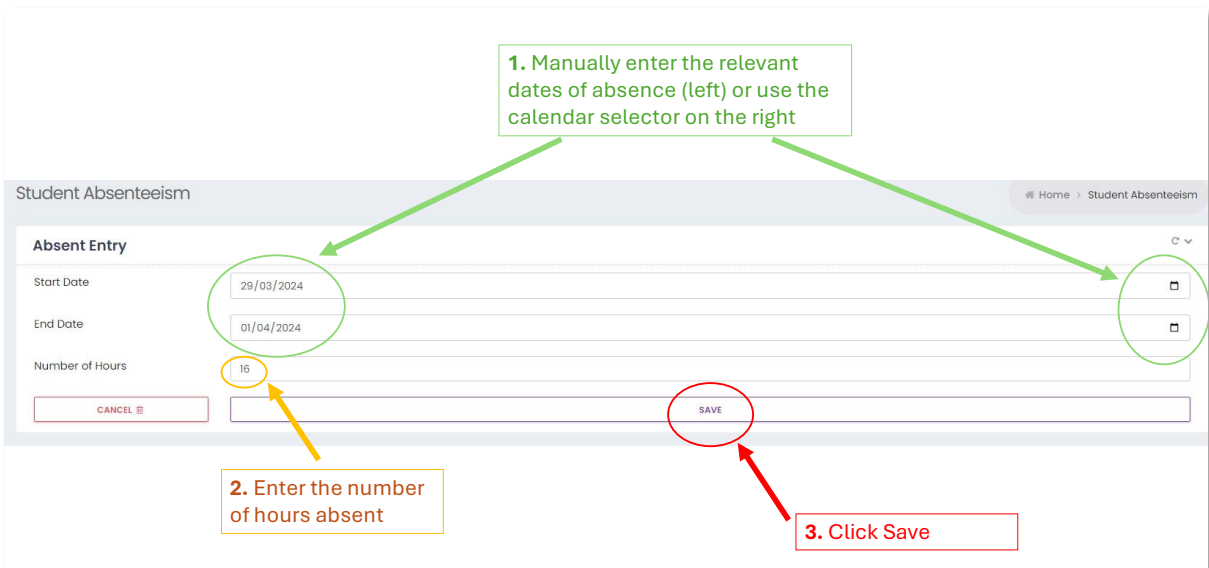 1. Manually enter the relevant
dates of absence (left) or use the
calendar selector on the right
Student Absenteeism
Home > Student Absenteeism
Absent Entry
Start Date
29/03/2024
End Date
01/04/2024
Number of Hours
16
CANCEL
SAVE
2. Enter the number
of hours absent
3. Click Save